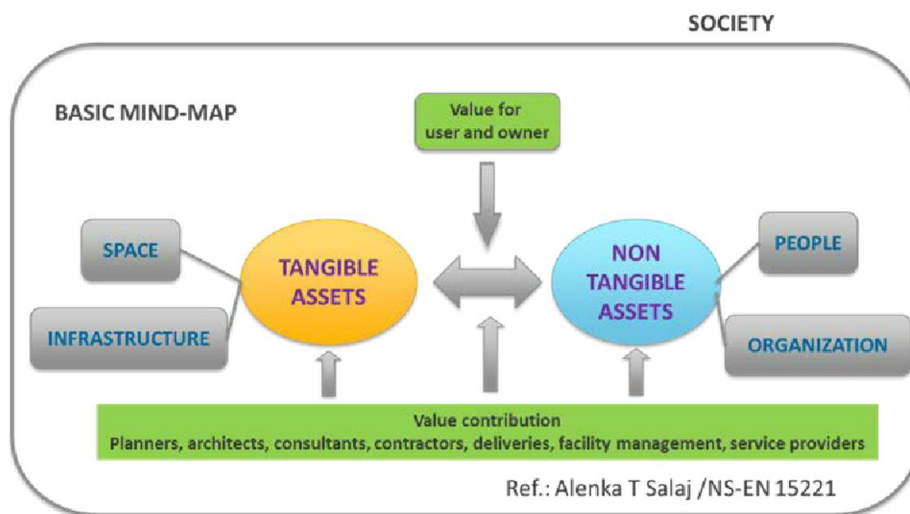 SOCIETY
BASIC MIND-MAP
Value for
user and owner
SPACE
INFRASTRUCTURE
TANGIBLE
ASSETS
NON
TANGIBLE
ASSETS
PEOPLE
ORGANIZATION
Value contribution
Planners, architects, consultants, contractors, deliveries, facility management, service providers
Ref.: Alenka T Salaj /NS-EN 15221